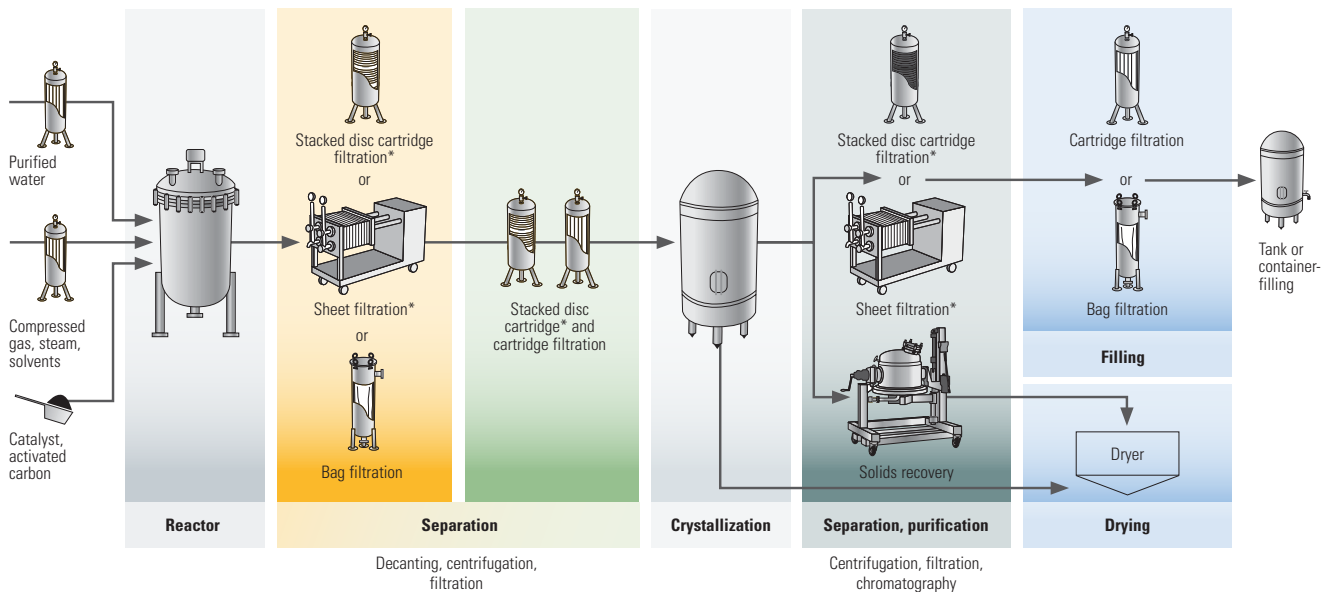 Purified
water
Compressed
gas, steam,
solvents
Catalyst,
activated
carbon
Reactor
Stacked disc cartridge
filtration*
or
Sheet filtration*
or
Bag filtration
Stacked disc
cartridge* and
cartridge filtration
Separation
Decanting, centrifugation,
filtration
Crystallization
Stacked disc cartridge
filtration*
or
Sheet filtration*
Solids recovery
Separation, purification
Centrifugation, filtration,
chromatography
Cartridge filtration
or
Bag filtration
Filling
Dryer
Drying
Tank or
container-
filling